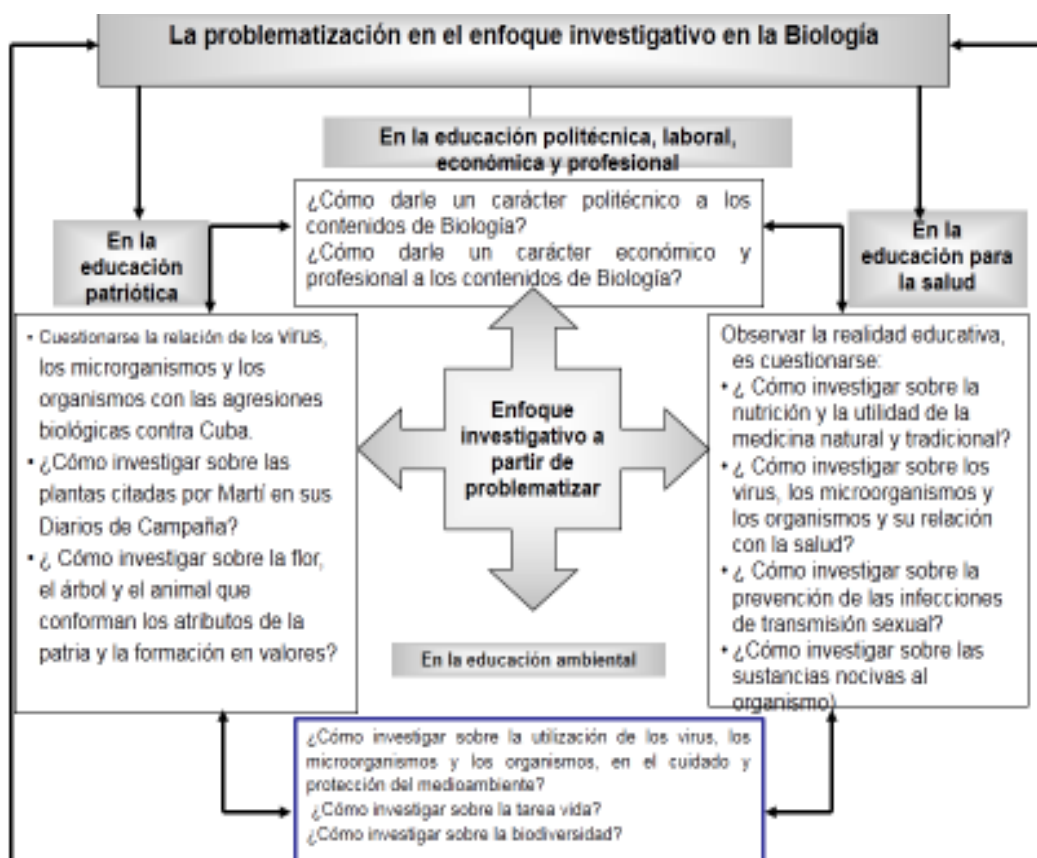 La problematización en el enfoque investigativo en la Biología
En la educación politécnica, laboral,
económica y profesional
¿Cómo darle un carácter politécnico a los
contenidos de Biología?
¿Cómo darle un carácter económico y
profesional a los contenidos de Biología?
En la
educación
patriótica
En la
educación para
la salud
• Cuestionarse la relación de los virus,
los microrganismos y los
organismos con las agresiones
biológicas contra Cuba.
• ¿Cómo investigar sobre las
plantas citadas por Martí en sus
Diarios de Campaña?
• ¿ Cómo investigar sobre la flor,
el árbol y el animal que
conforman los atributos de la
patria y la formación en valores?
Enfoque
investigativo a
partir de
problematizar
Observar la realidad educativa,
es cuestionarse:
• ¿ Cómo investigar sobre la
nutrición y la utilidad de la
medicina natural y tradicional?
• ¿Cómo investigar sobre los
virus, los microorganismos y
los organismos y su relación
con la salud?
• ¿ Cómo investigar sobre la
prevención de las infecciones
de transmisión sexual?
• ¿Cómo investigar sobre las
sustancias nocivas al
organismo)
En la educación ambiental
¿Cómo investigar sobre la utilización de los virus, los
microorganismos y los organismos, en el cuidado y
protección del medioambiente?
¿Cómo investigar sobre la tarea vida?
¿Cómo investigar sobre la biodiversidad?